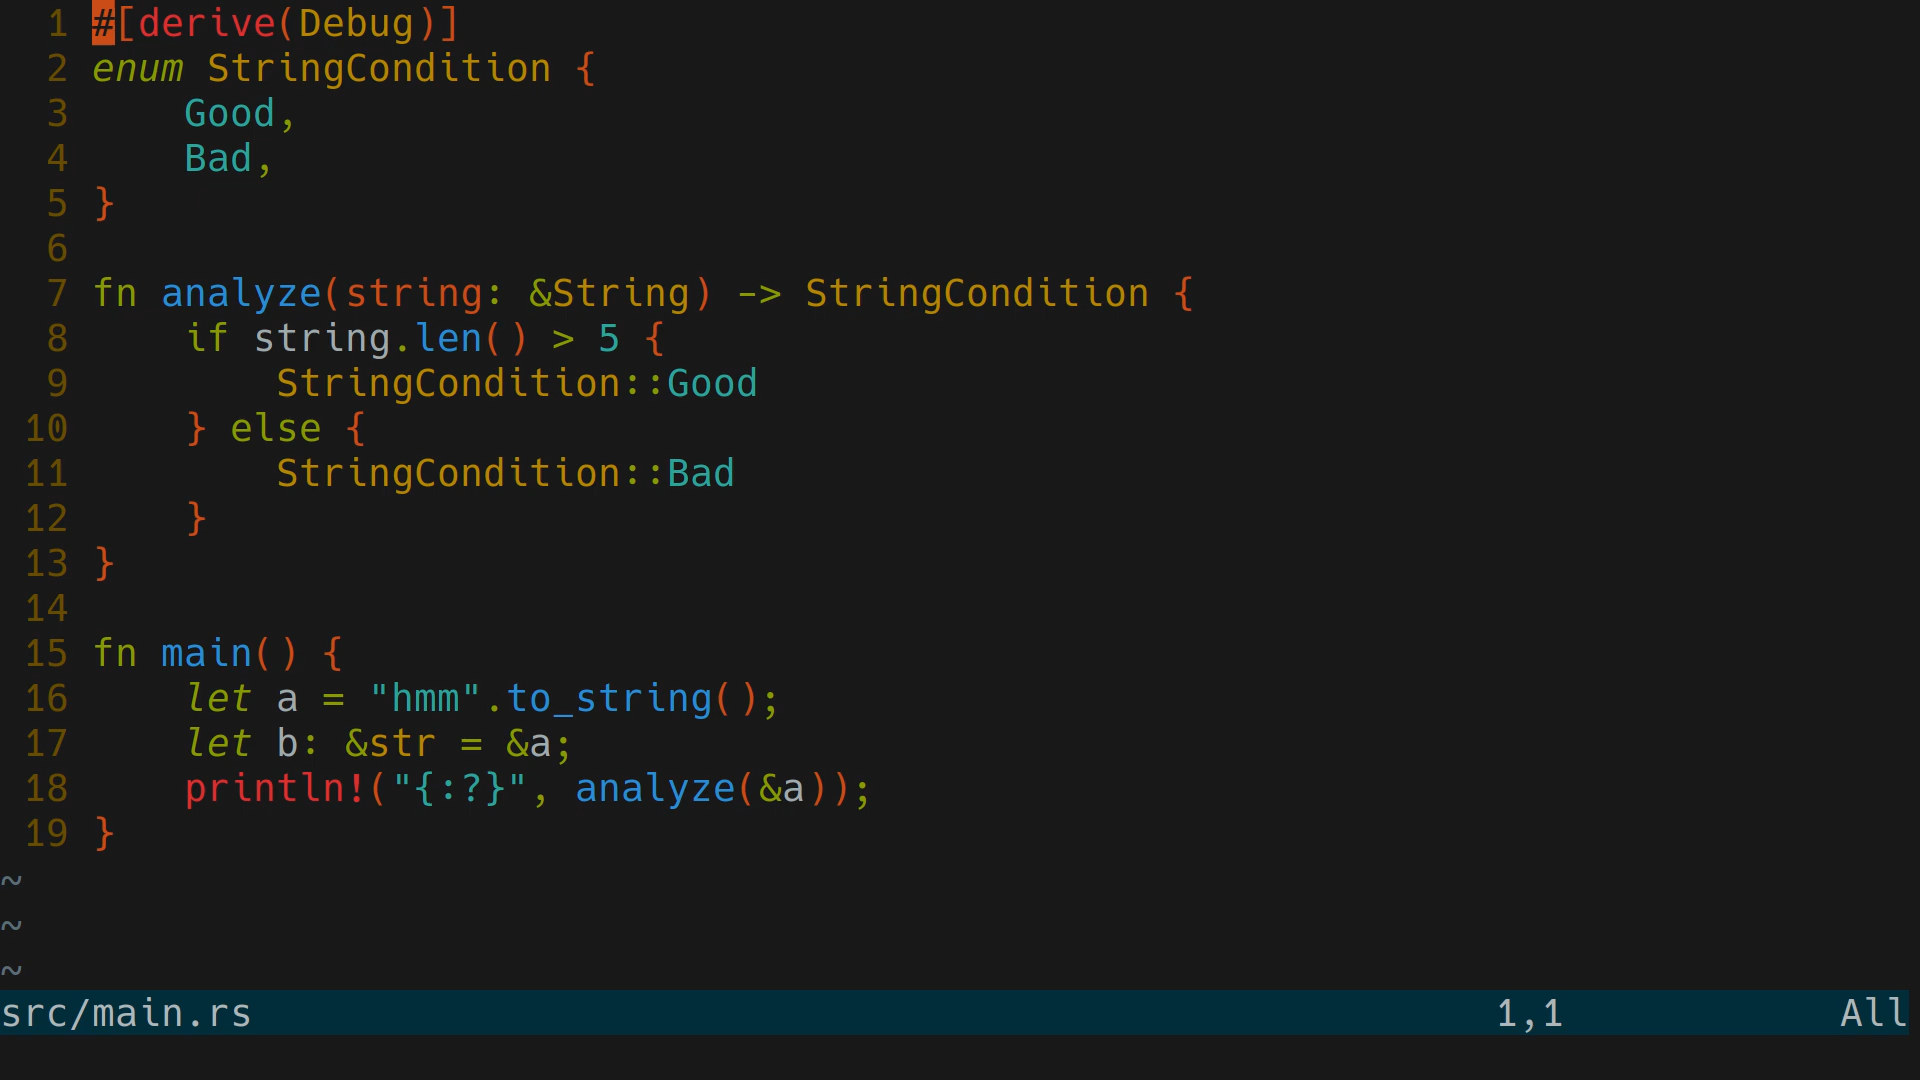 1 #[derive(Debug)]
2 enum StringCondition {
3     Good,
4     Bad,
5 }
6
7 fn analyze(string: &String) -> StringCondition {
8     if string.len() > 5 {
9         StringCondition::Good
10     } else {
11         StringCondition::Bad
12     }
13 }
14
15 fn main() {
16     let a = "hmm".to_string();
17     let b: &str = &a;
18     println!("{:?}", analyze(&a));
19 }
~
~
~
src/main.rs 1,1 All